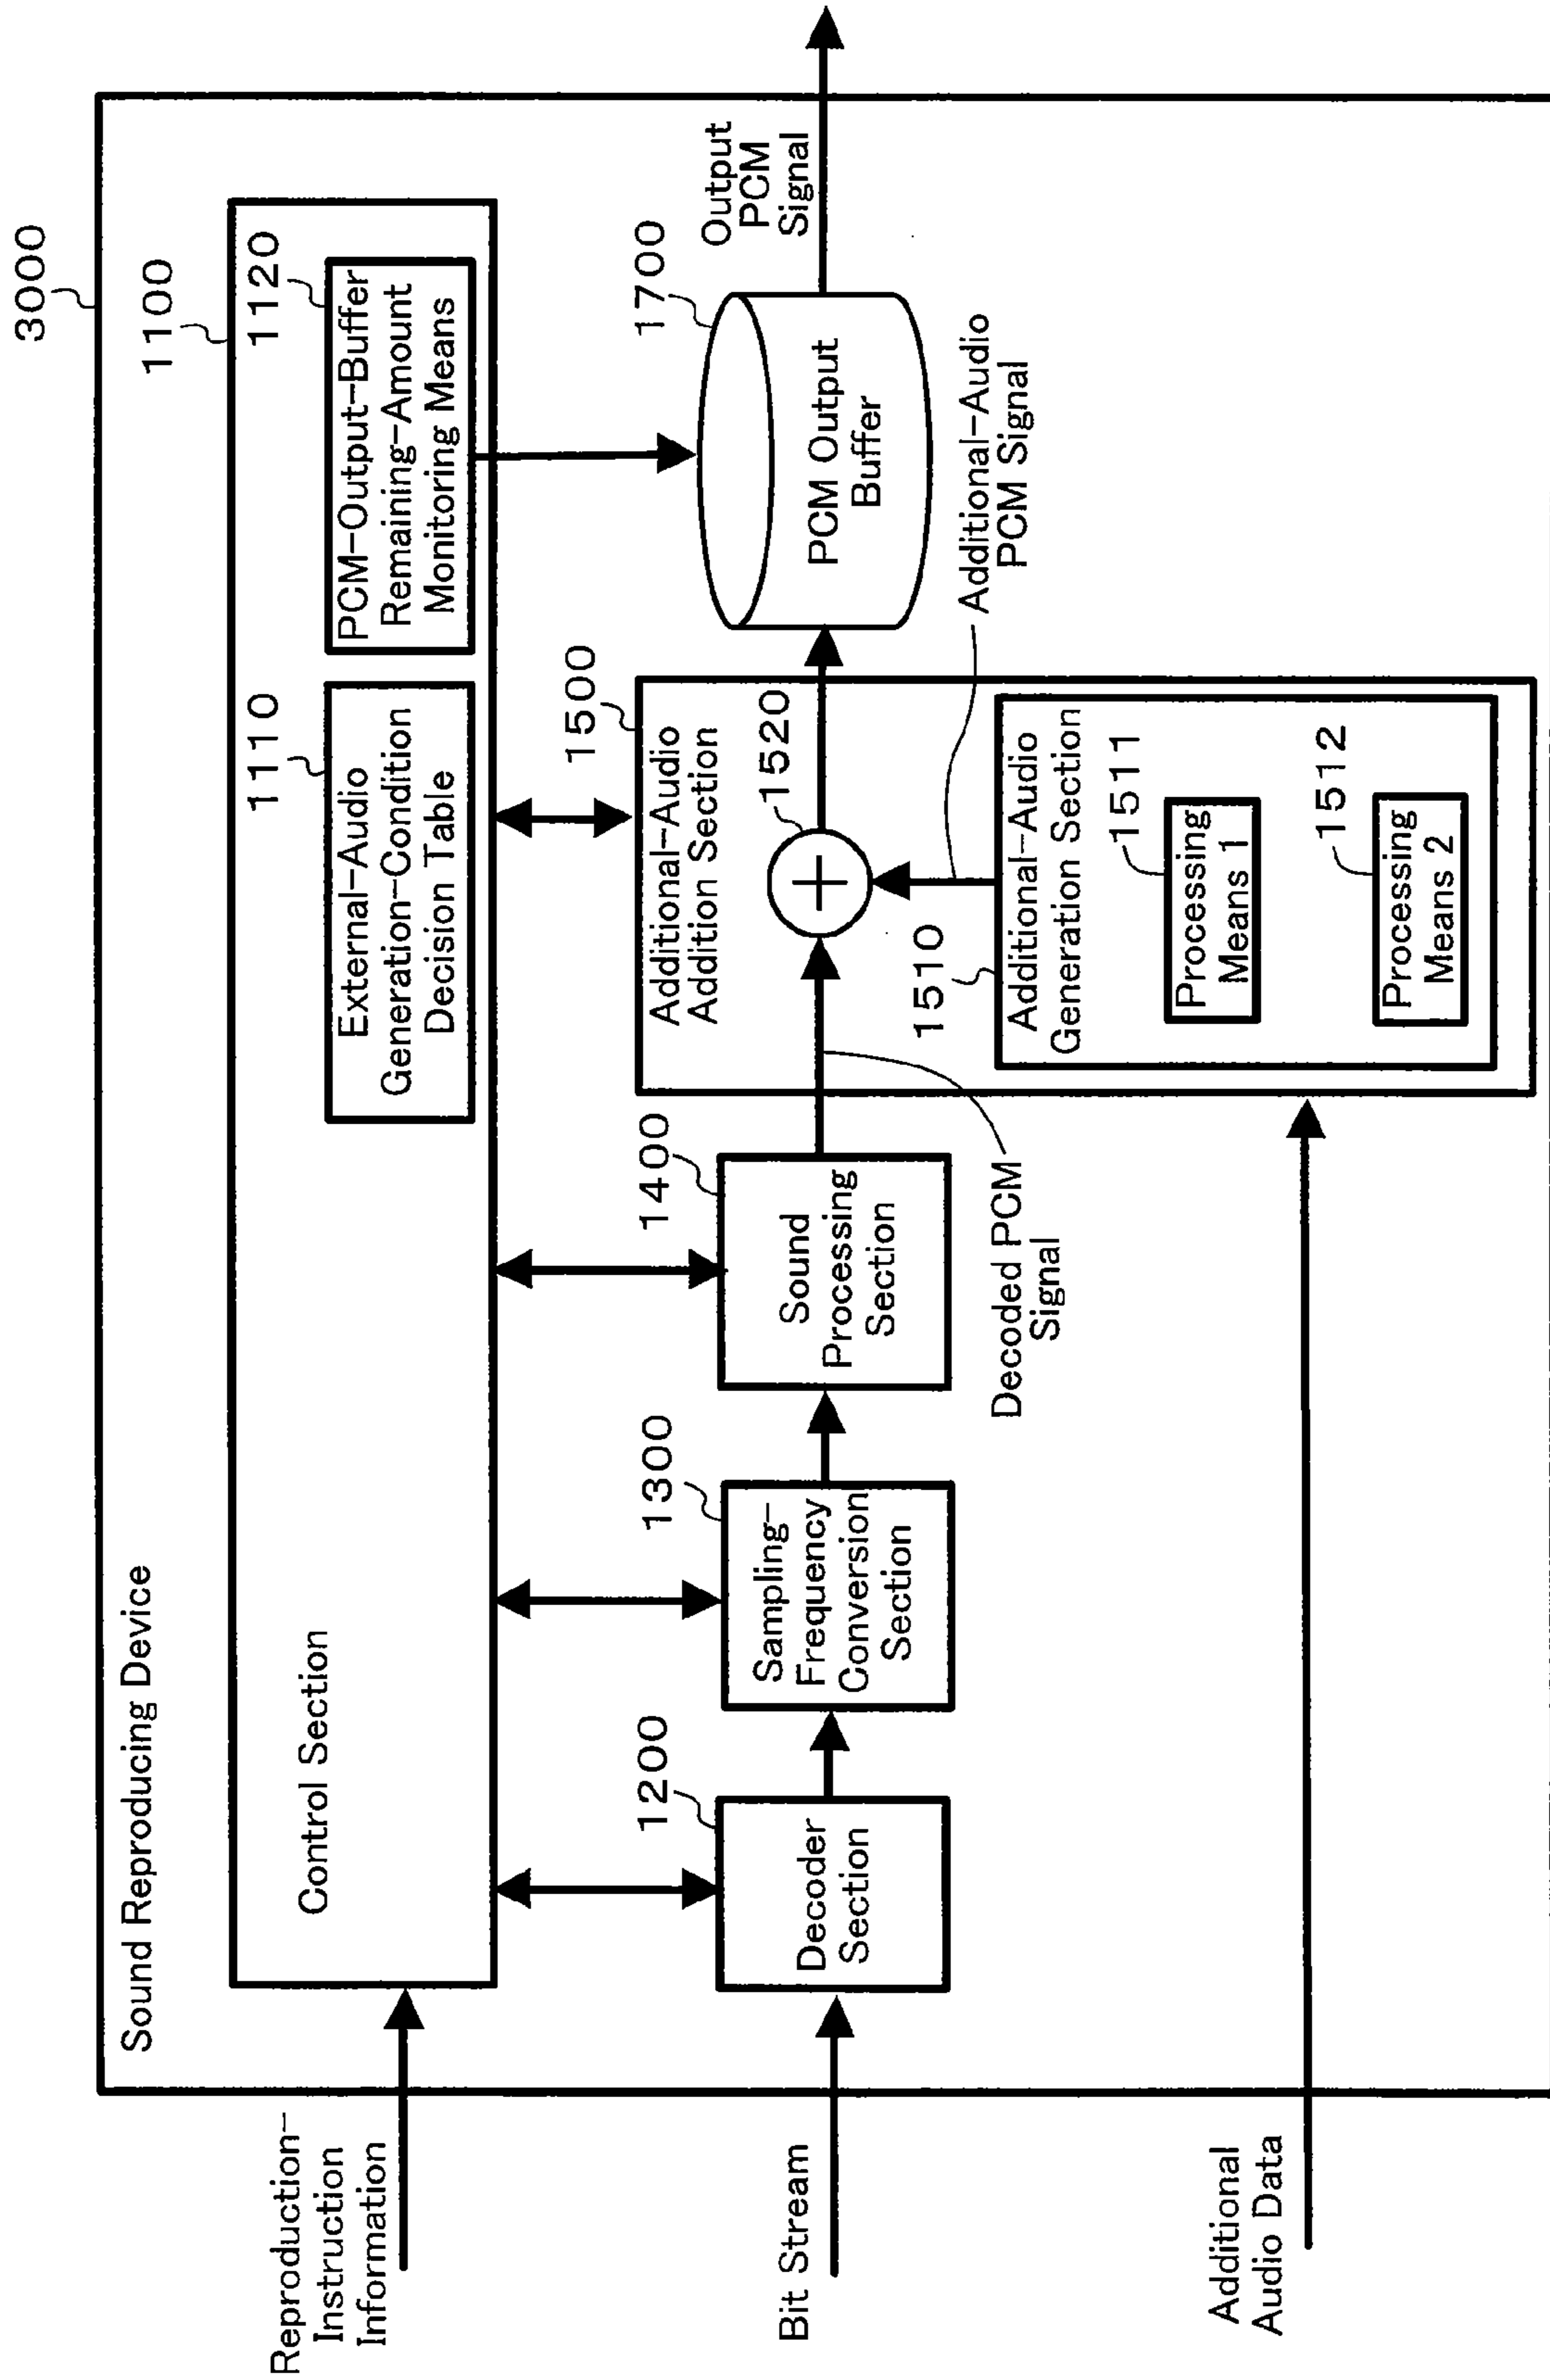 3000
Sound Reproducing Device
1100
Control Section
1110
External-Audio
Generation-Condition
Decision Table
1120
PCM-Output-Buffer
Remaining-Amount
Monitoring Means
Reproduction-
Instruction
Information
Bit Stream
Additional
Audio Data
1200
Decoder
Section
1300
Sampling-
Frequency
Conversion
Section
1400
Sound
Processing
Section
Decoded PCM
Signal
1500
Additional-Audio
Addition Section
1520
1510
Additional-Audio
Generation Section
1511
Processing
Means 1
1512
Processing
Means 2
Additional-Audio
PCM Signal
1700
PCM Output
Buffer
Output
PCM
Signal